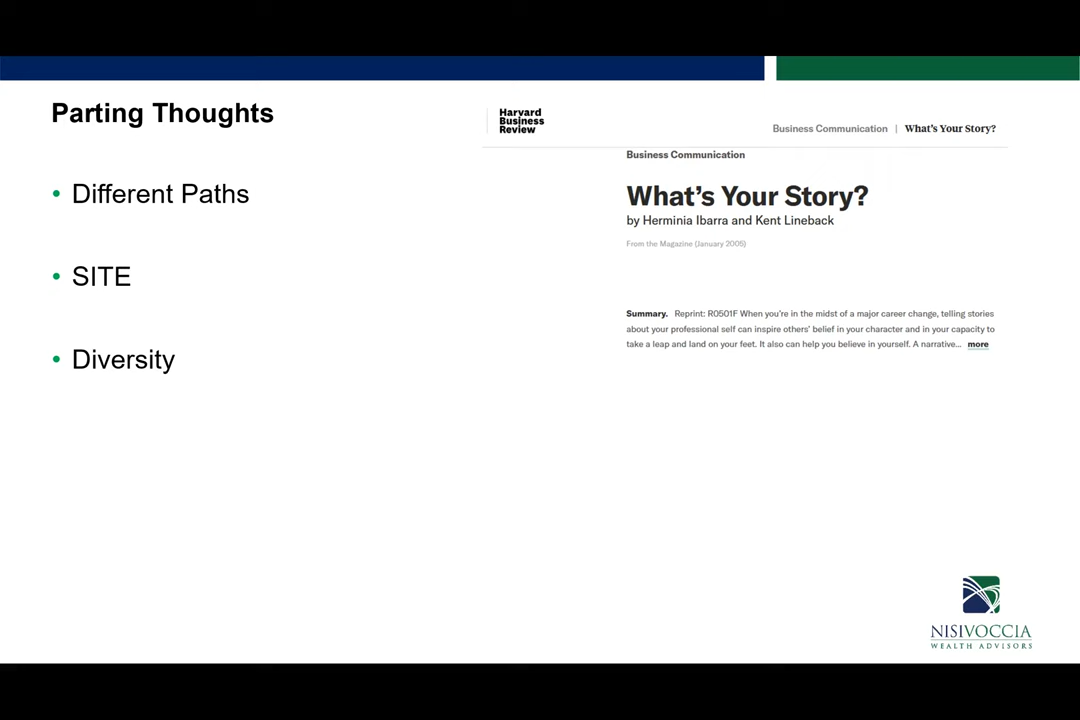 Parting Thoughts
• Different Paths
• SITE
• Diversity
Harvard
Business
Review
Business Communication | What's Your Story?
Business Communication
What's Your Story?
by Herminia Ibarra and Kent Lineback
From the Magazine (January 2005)
Summary. Reprint: R0501F When you're in the midst of a major career change, telling stories
about your professional self can inspire others' belief in your character and in your capacity to
take a leap and land on your feet. It also can help you believe in yourself. A narrative... more
NISIVOCCIA
WEALTH ADVISORS